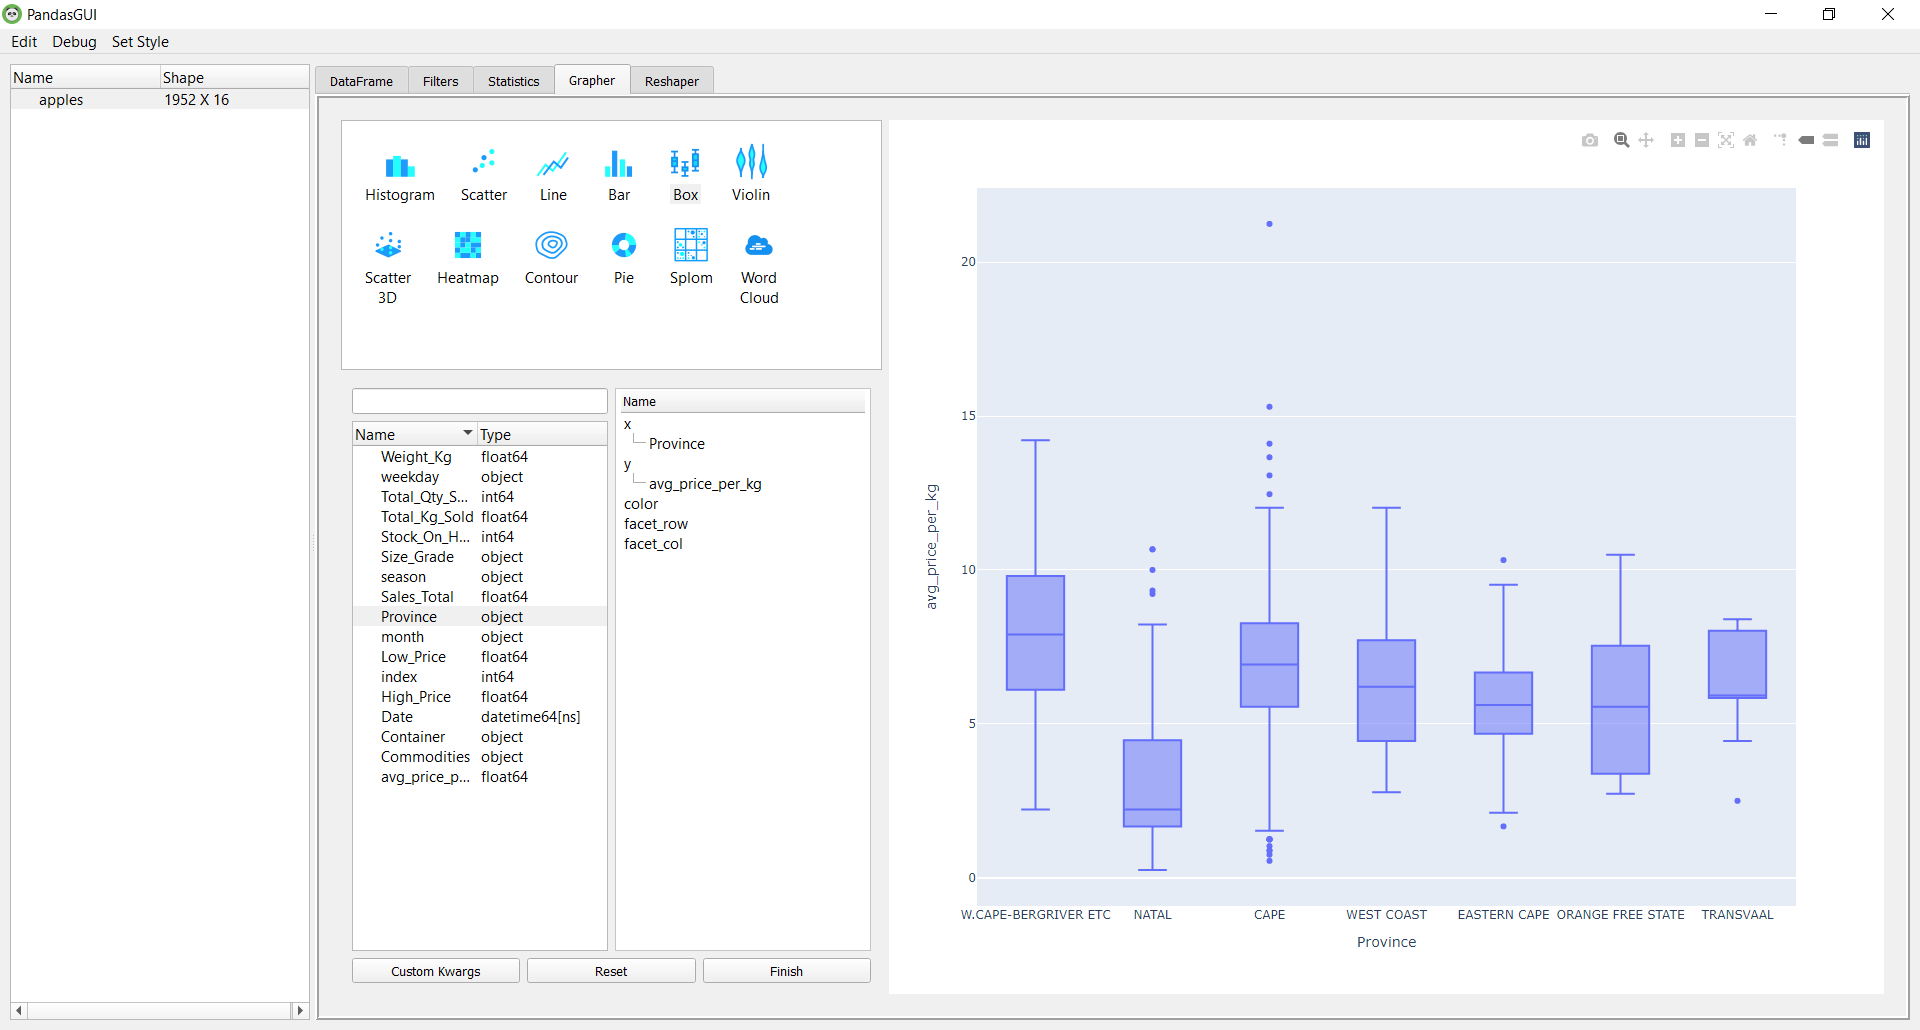 PandasGUI
Edit Debug Set Style
Name Shape
apples 1952 X 16
DataFrame Filters Statistics Grapher Reshaper
Histogram Scatter Line Bar Box Violin
Scatter 3D Heatmap Contour Pie Splom Word Cloud
Name Type
Weight_Kg float64
weekday object
Total_Qty_S... int64
Total_Kg_Sold float64
Stock_On_H... int64
Size_Grade object
season object
Sales_Total float64
Province object
month object
Low_Price float64
index int64
High_Price float64
Date datetime64[ns]
Container object
Commodities object
avg_price_p... float64
Name
x
Province
y
avg_price_per_kg
color
facet_row
facet_col
Custom Kwargs Reset Finish
avg_price_per_kg
20
15
10
5
0
W.CAPE-BERGRIVER ETC NATAL CAPE WEST COAST EASTERN CAPE ORANGE FREE STATE TRANSVAAL
Province